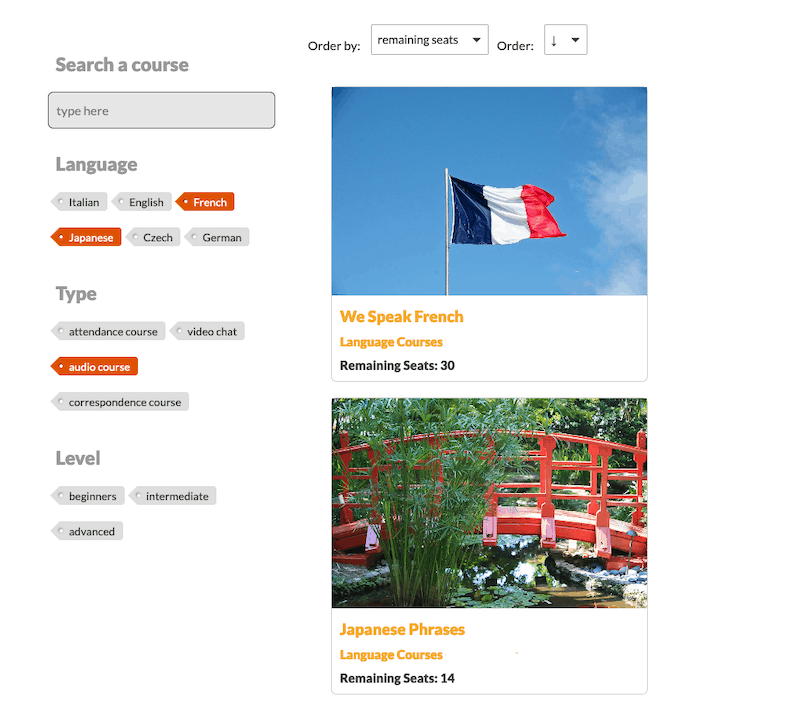 Order by: remaining seats Order: ↓
Search a course
type here
Language
Italian English French
Japanese Czech German
Type
attendance course video chat
audio course
correspondence course
Level
beginners intermediate
advanced
We Speak French
Language Courses
Remaining Seats: 30
Japanese Phrases
Language Courses
Remaining Seats: 14